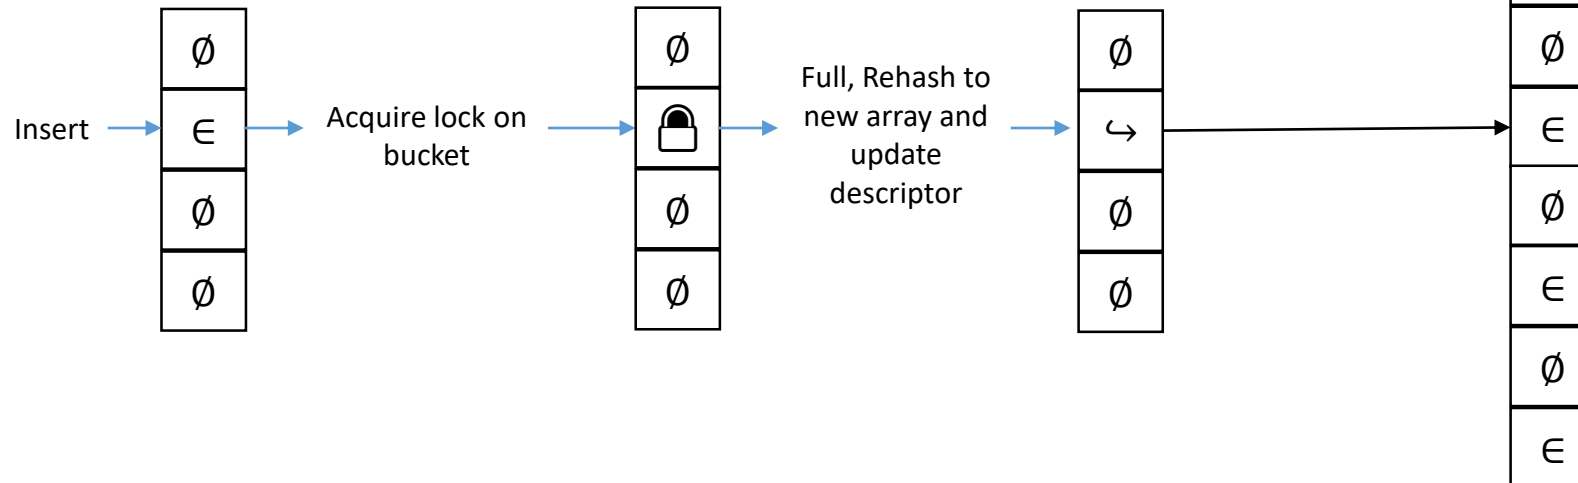 Insert
∅
∈
∅
∅
Acquire lock on
bucket
∅
∅
∅
Full, Rehash to
new array and
update
descriptor
∅
↪
∅
∅
∅
∈
∅
∈
∅
∈